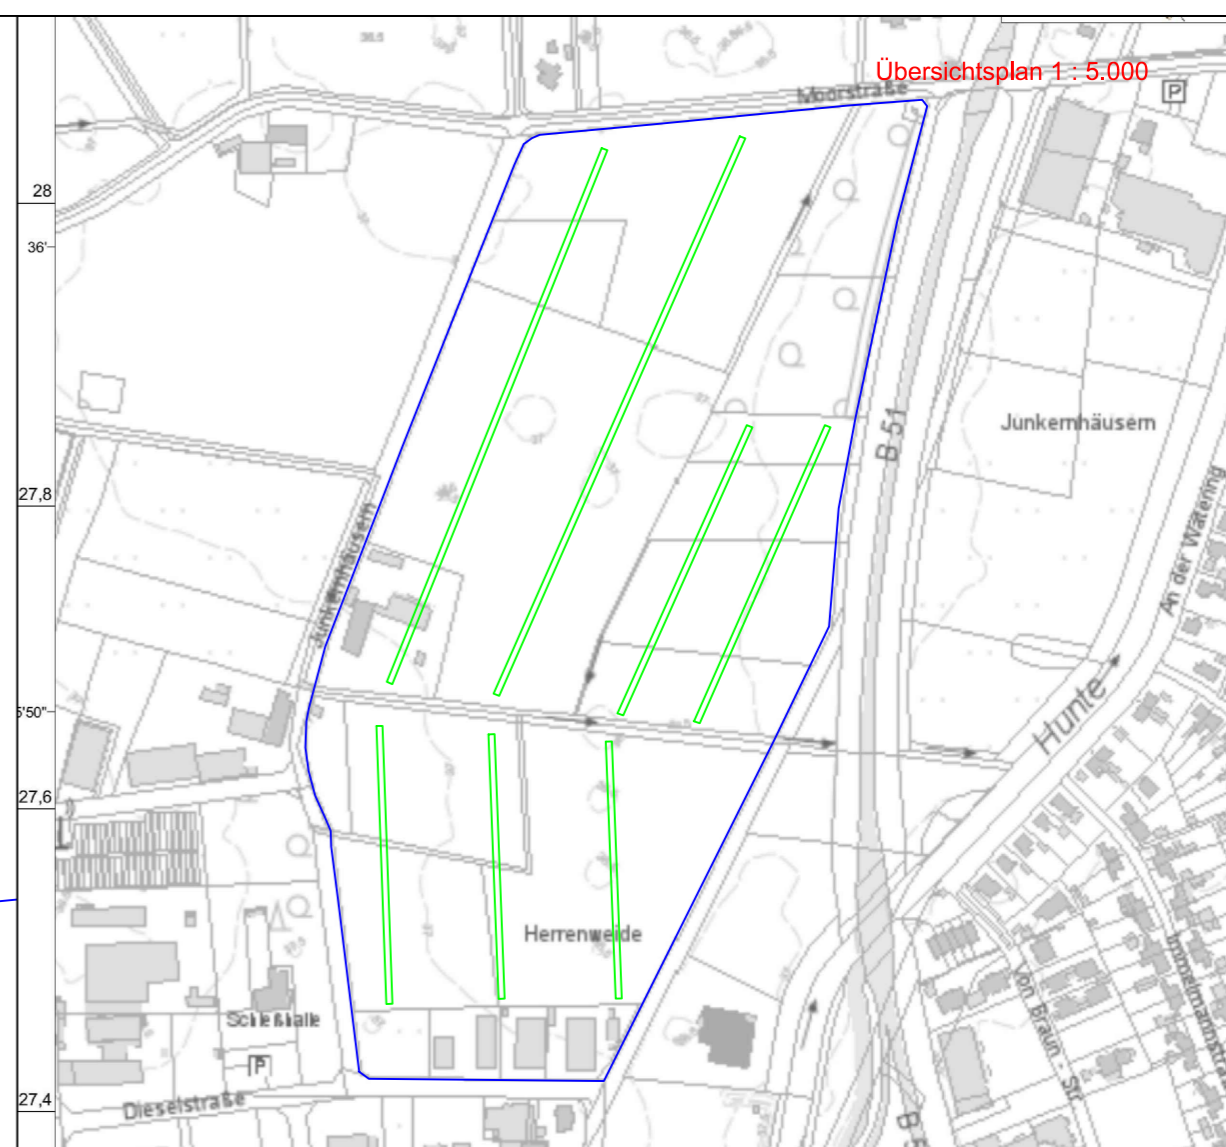 Übersichtsplan 1 : 5.000
Moorstraße
P
28
36'
Junkernhäusern
B 51
27,8
An der Wätering
Junkernhäusern
Hunte
5'50"
27,6
Herrenweide
Schießhalle
P
Immelmannstraß
von Braun - Str
Dieselstraße
27,4